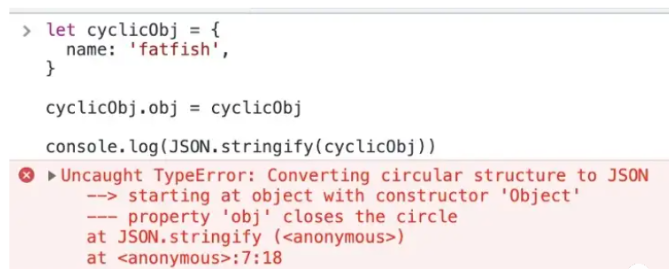 > let cyclicObj = {
name: 'fatfish',
}
cyclicObj.obj = cyclicObj
console.log(JSON.stringify(cyclicObj))
Uncaught TypeError: Converting circular structure to JSON
--> starting at object with constructor 'Object'
--- property 'obj' closes the circle
at JSON.stringify (<anonymous>)
at <anonymous>:7:18